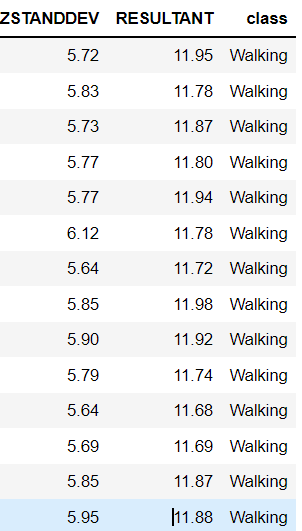 ZSTANDDEV RESULTANT class
5.72 11.95 Walking
5.83 11.78 Walking
5.73 11.87 Walking
5.77 11.80 Walking
5.77 11.94 Walking
6.12 11.78 Walking
5.64 11.72 Walking
5.85 11.98 Walking
5.90 11.92 Walking
5.79 11.74 Walking
5.64 11.68 Walking
5.69 11.69 Walking
5.85 11.87 Walking
5.95 11.88 Walking